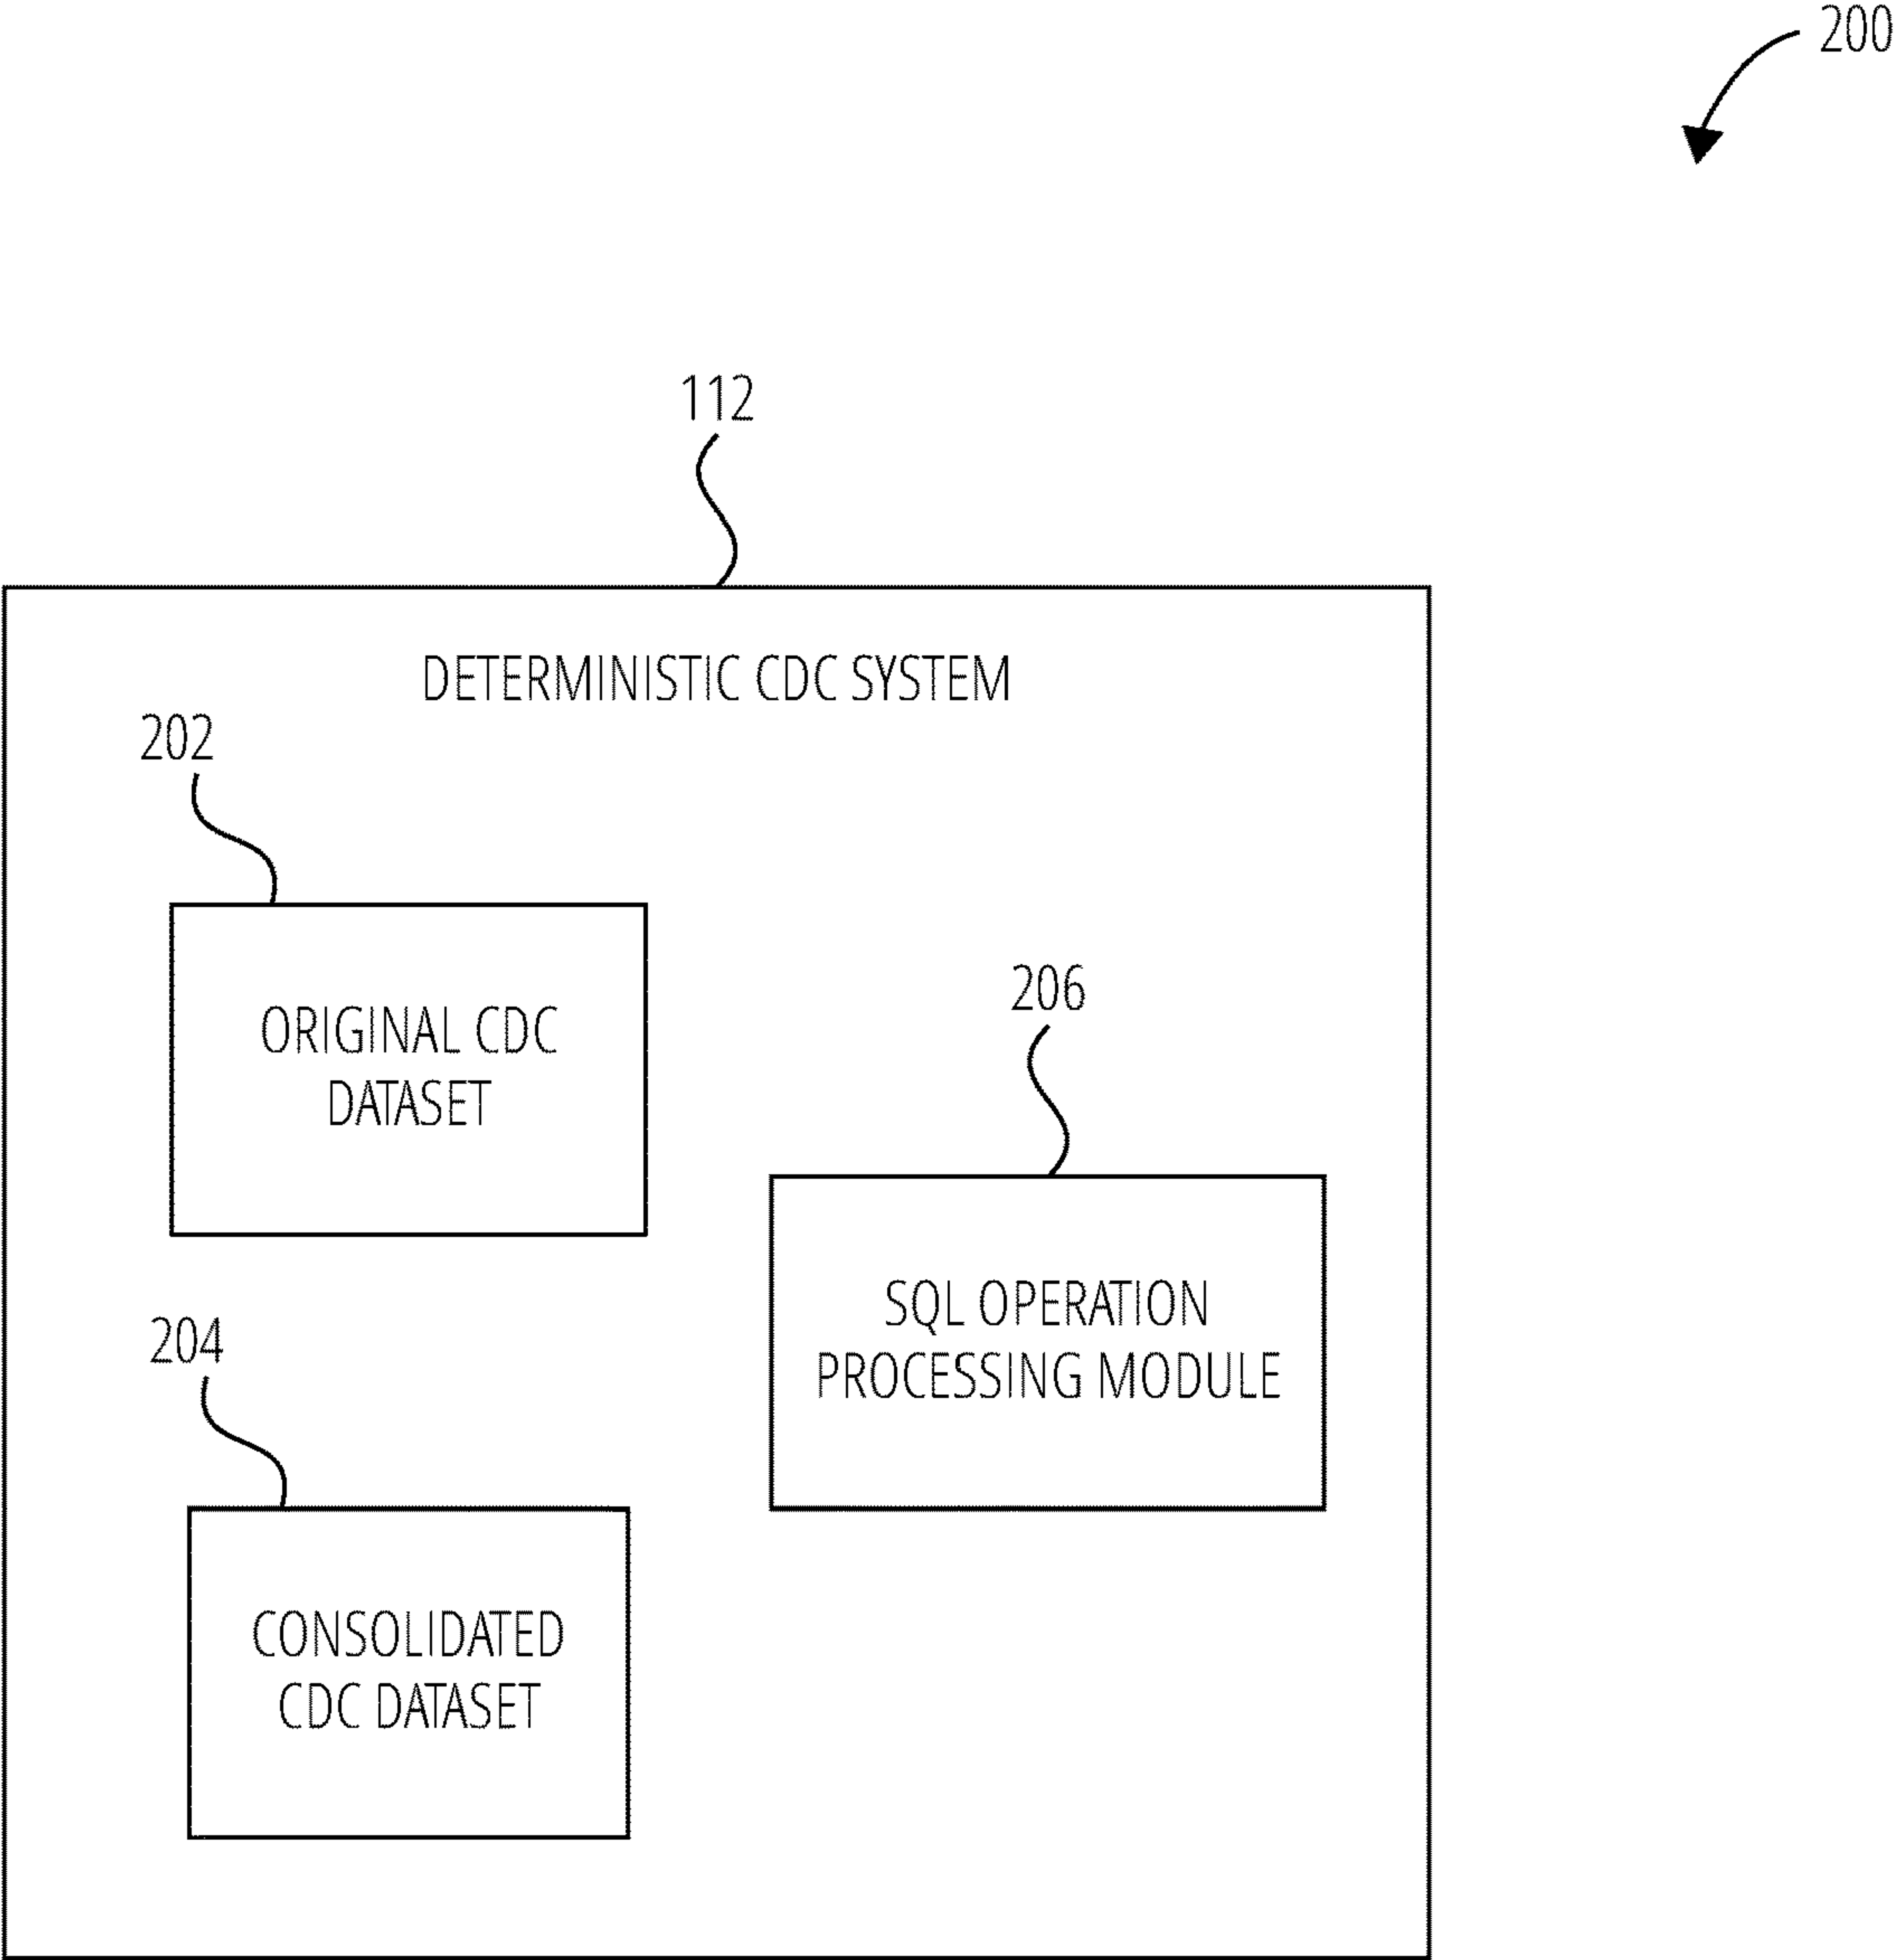 200
112
DETERMINISTIC CDC SYSTEM
202
ORIGINAL CDC
DATASET
206
SQL OPERATION
PROCESSING MODULE
204
CONSOLIDATED
CDC DATASET